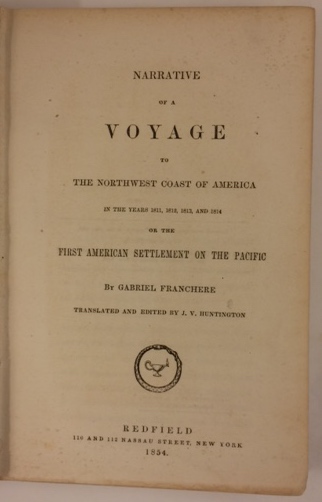 NARRATIVE
OF A
VOYAGE
TO
THE NORTHWEST COAST OF AMERICA
IN THE YEARS 1811, 1812, 1813, AND 1814
OR THE
FIRST AMERICAN SETTLEMENT ON THE PACIFIC
BY GABRIEL FRANCHERE
TRANSLATED AND EDITED BY J. V. HUNTINGTON
REDFIELD
110 AND 112 NASSAU STREET, NEW YORK
1854.